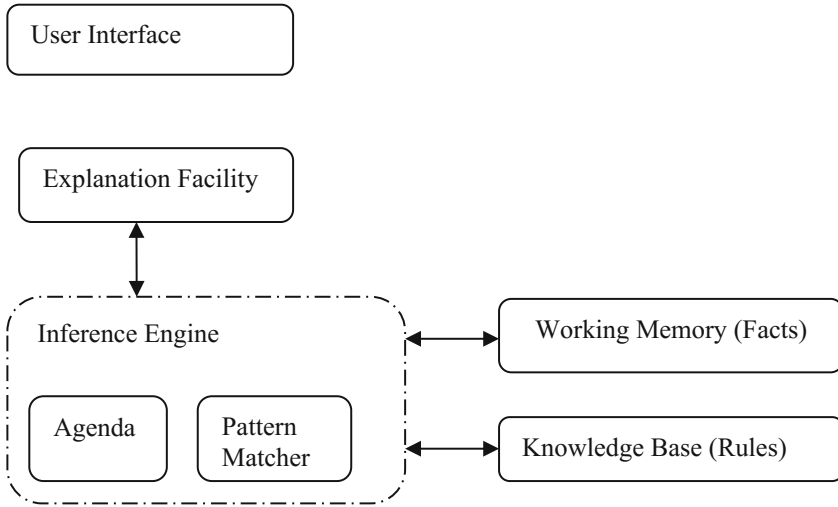 User Interface
Explanation Facility
Inference Engine
Working Memory (Facts)
Agenda
Pattern
Matcher
Knowledge Base (Rules)